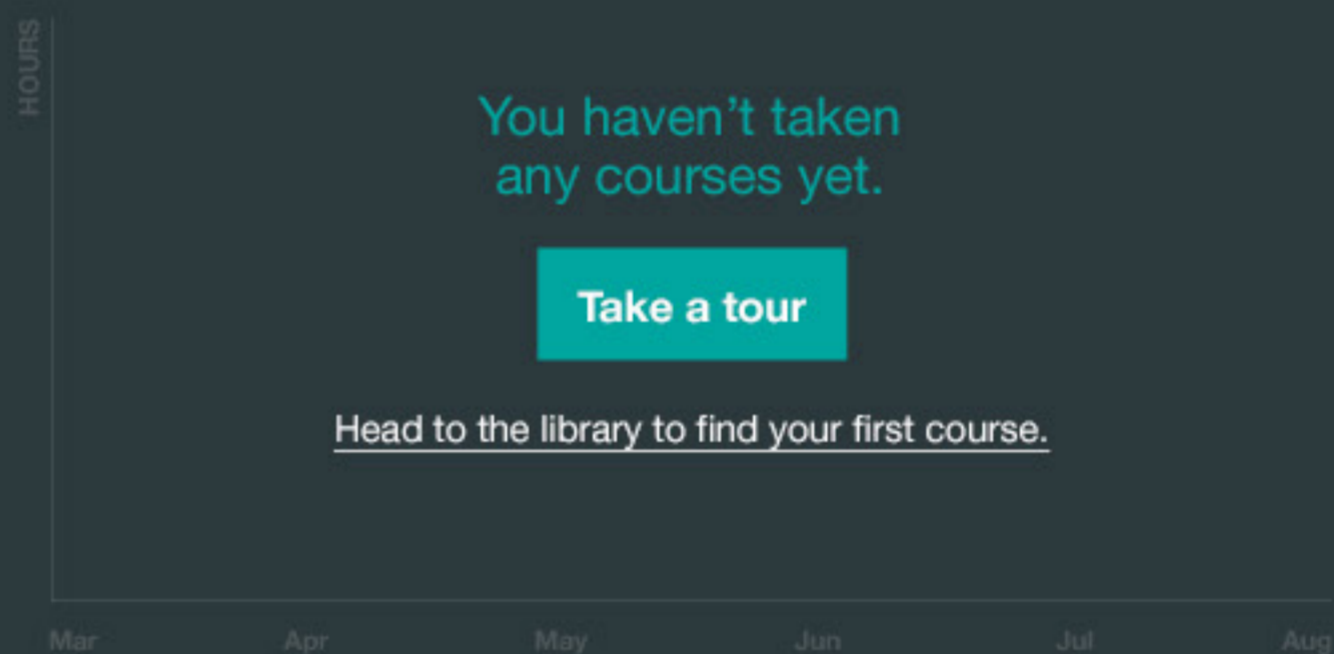 HOURS
You haven't taken
any courses yet.
Take a tour
Head to the library to find your first course.
Mar Apr May Jun Jul Aug